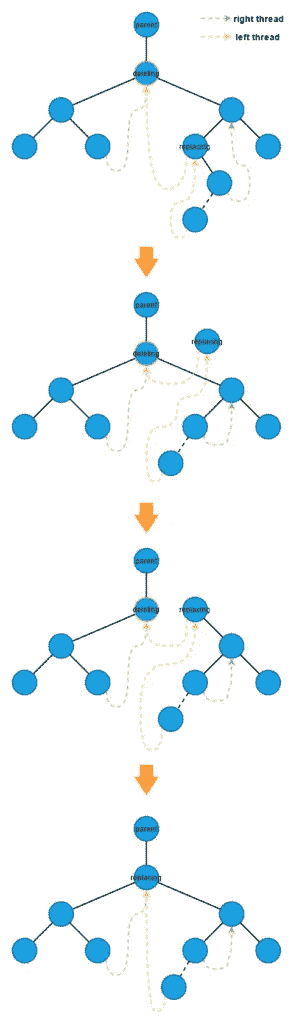 parent
right thread
left thread
deleting
replacing
parent
replacing
deleting
parent
deleting
replacing
parent
replacing